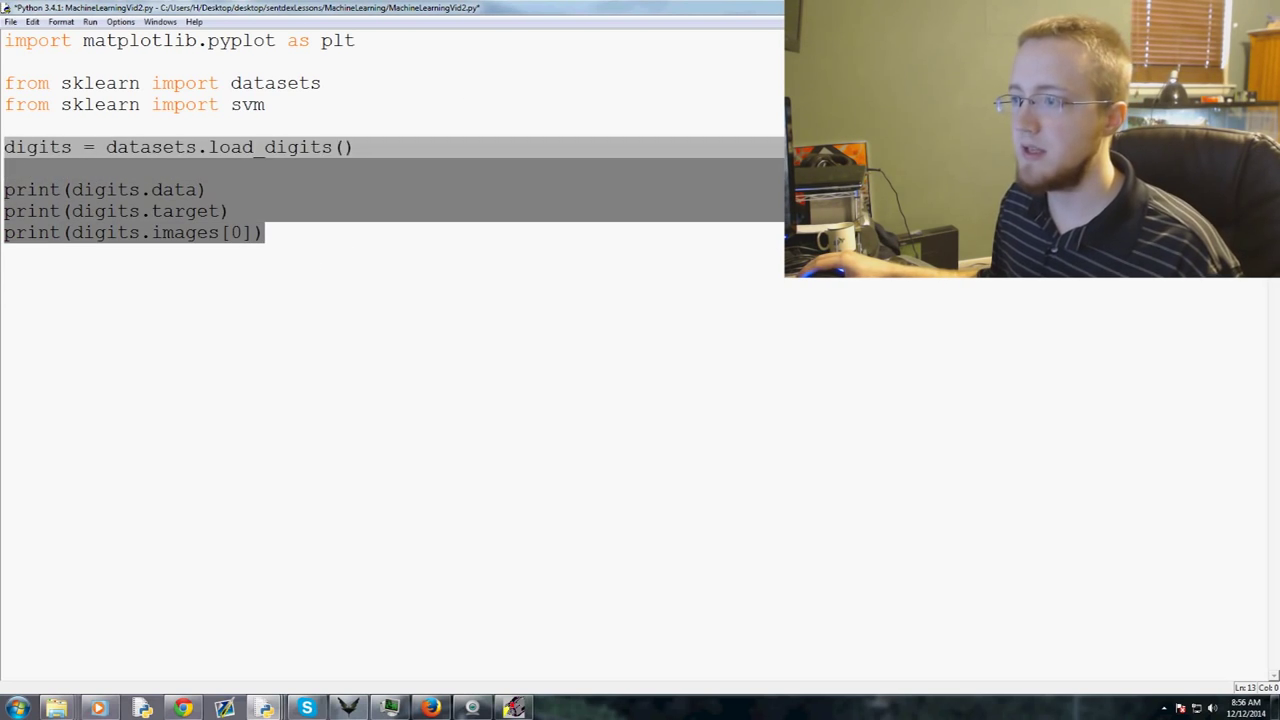 *Python 3.4.1: MachineLearningVid2.py - C:/Users/H/Desktop/desktop/sentdexLessons/MachineLearning/MachineLearningVid2.py*
File Edit Format Run Options Windows Help
import matplotlib.pyplot as plt
from sklearn import datasets
from sklearn import svm
digits = datasets.load_digits()
print(digits.data)
print(digits.target)
print(digits.images[0])
Ln: 13 Col: 0
8:56 AM
12/12/2014